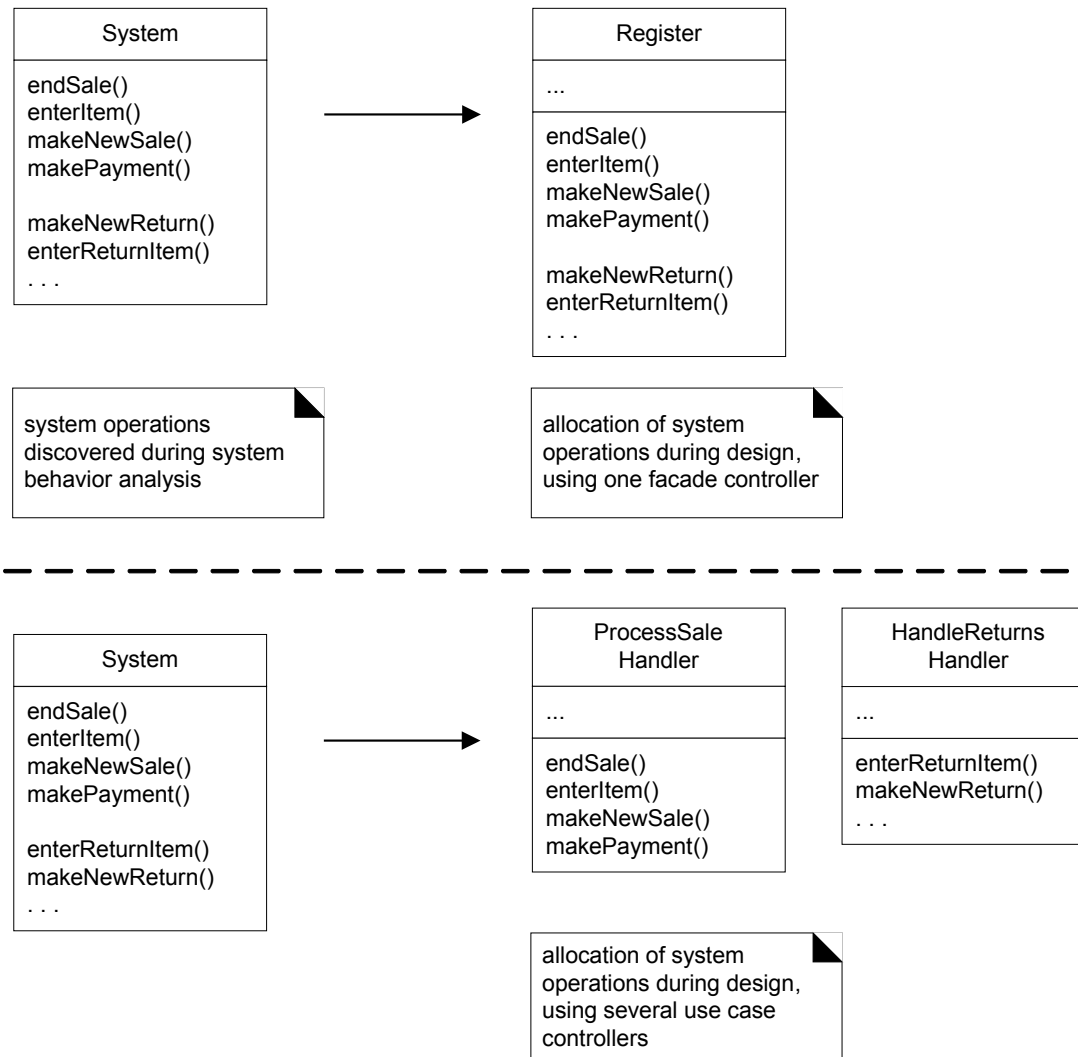 System
endSale()
enterItem()
makeNewSale()
makePayment()
makeNewReturn()
enterReturnItem()
. . .
Register
...
endSale()
enterItem()
makeNewSale()
makePayment()
makeNewReturn()
enterReturnItem()
. . .
system operations
discovered during system
behavior analysis
allocation of system
operations during design,
using one facade controller
System
endSale()
enterItem()
makeNewSale()
makePayment()
enterReturnItem()
makeNewReturn()
. . .
ProcessSale
Handler
...
endSale()
enterItem()
makeNewSale()
makePayment()
HandleReturns
Handler
...
enterReturnItem()
makeNewReturn()
. . .
allocation of system
operations during design,
using several use case
controllers